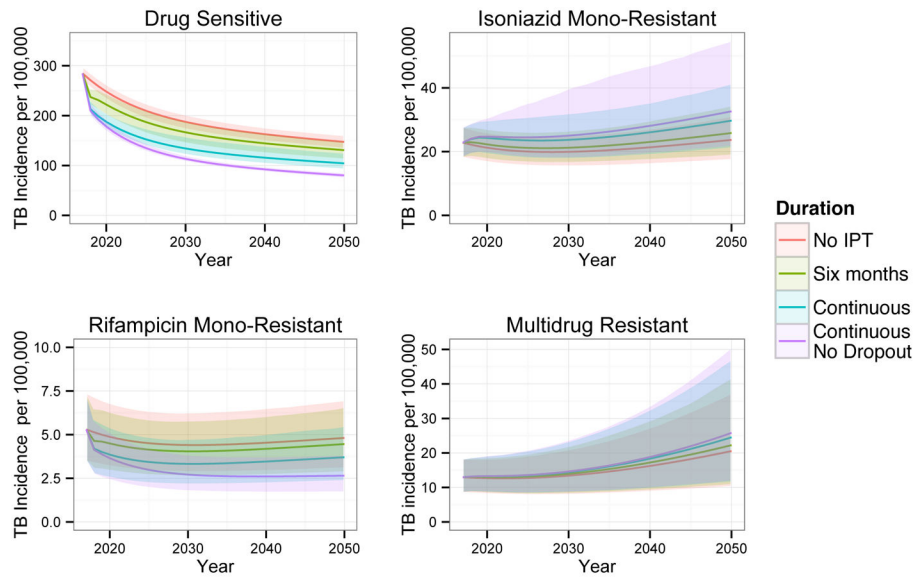 Drug Sensitive
TB Incidence per 100,000
300
200
100
0
2020 2030 2040 2050
Year
Isoniazid Mono-Resistant
TB Incidence per 100,000
40
20
0
2020 2030 2040 2050
Year
Rifampicin Mono-Resistant
TB Incidence per 100,000
10.0
7.5
5.0
2.5
0.0
2020 2030 2040 2050
Year
Multidrug Resistant
TB incidence per 100,000
50
40
30
20
10
0
2020 2030 2040 2050
Year
Duration
No IPT
Six months
Continuous
Continuous
No Dropout